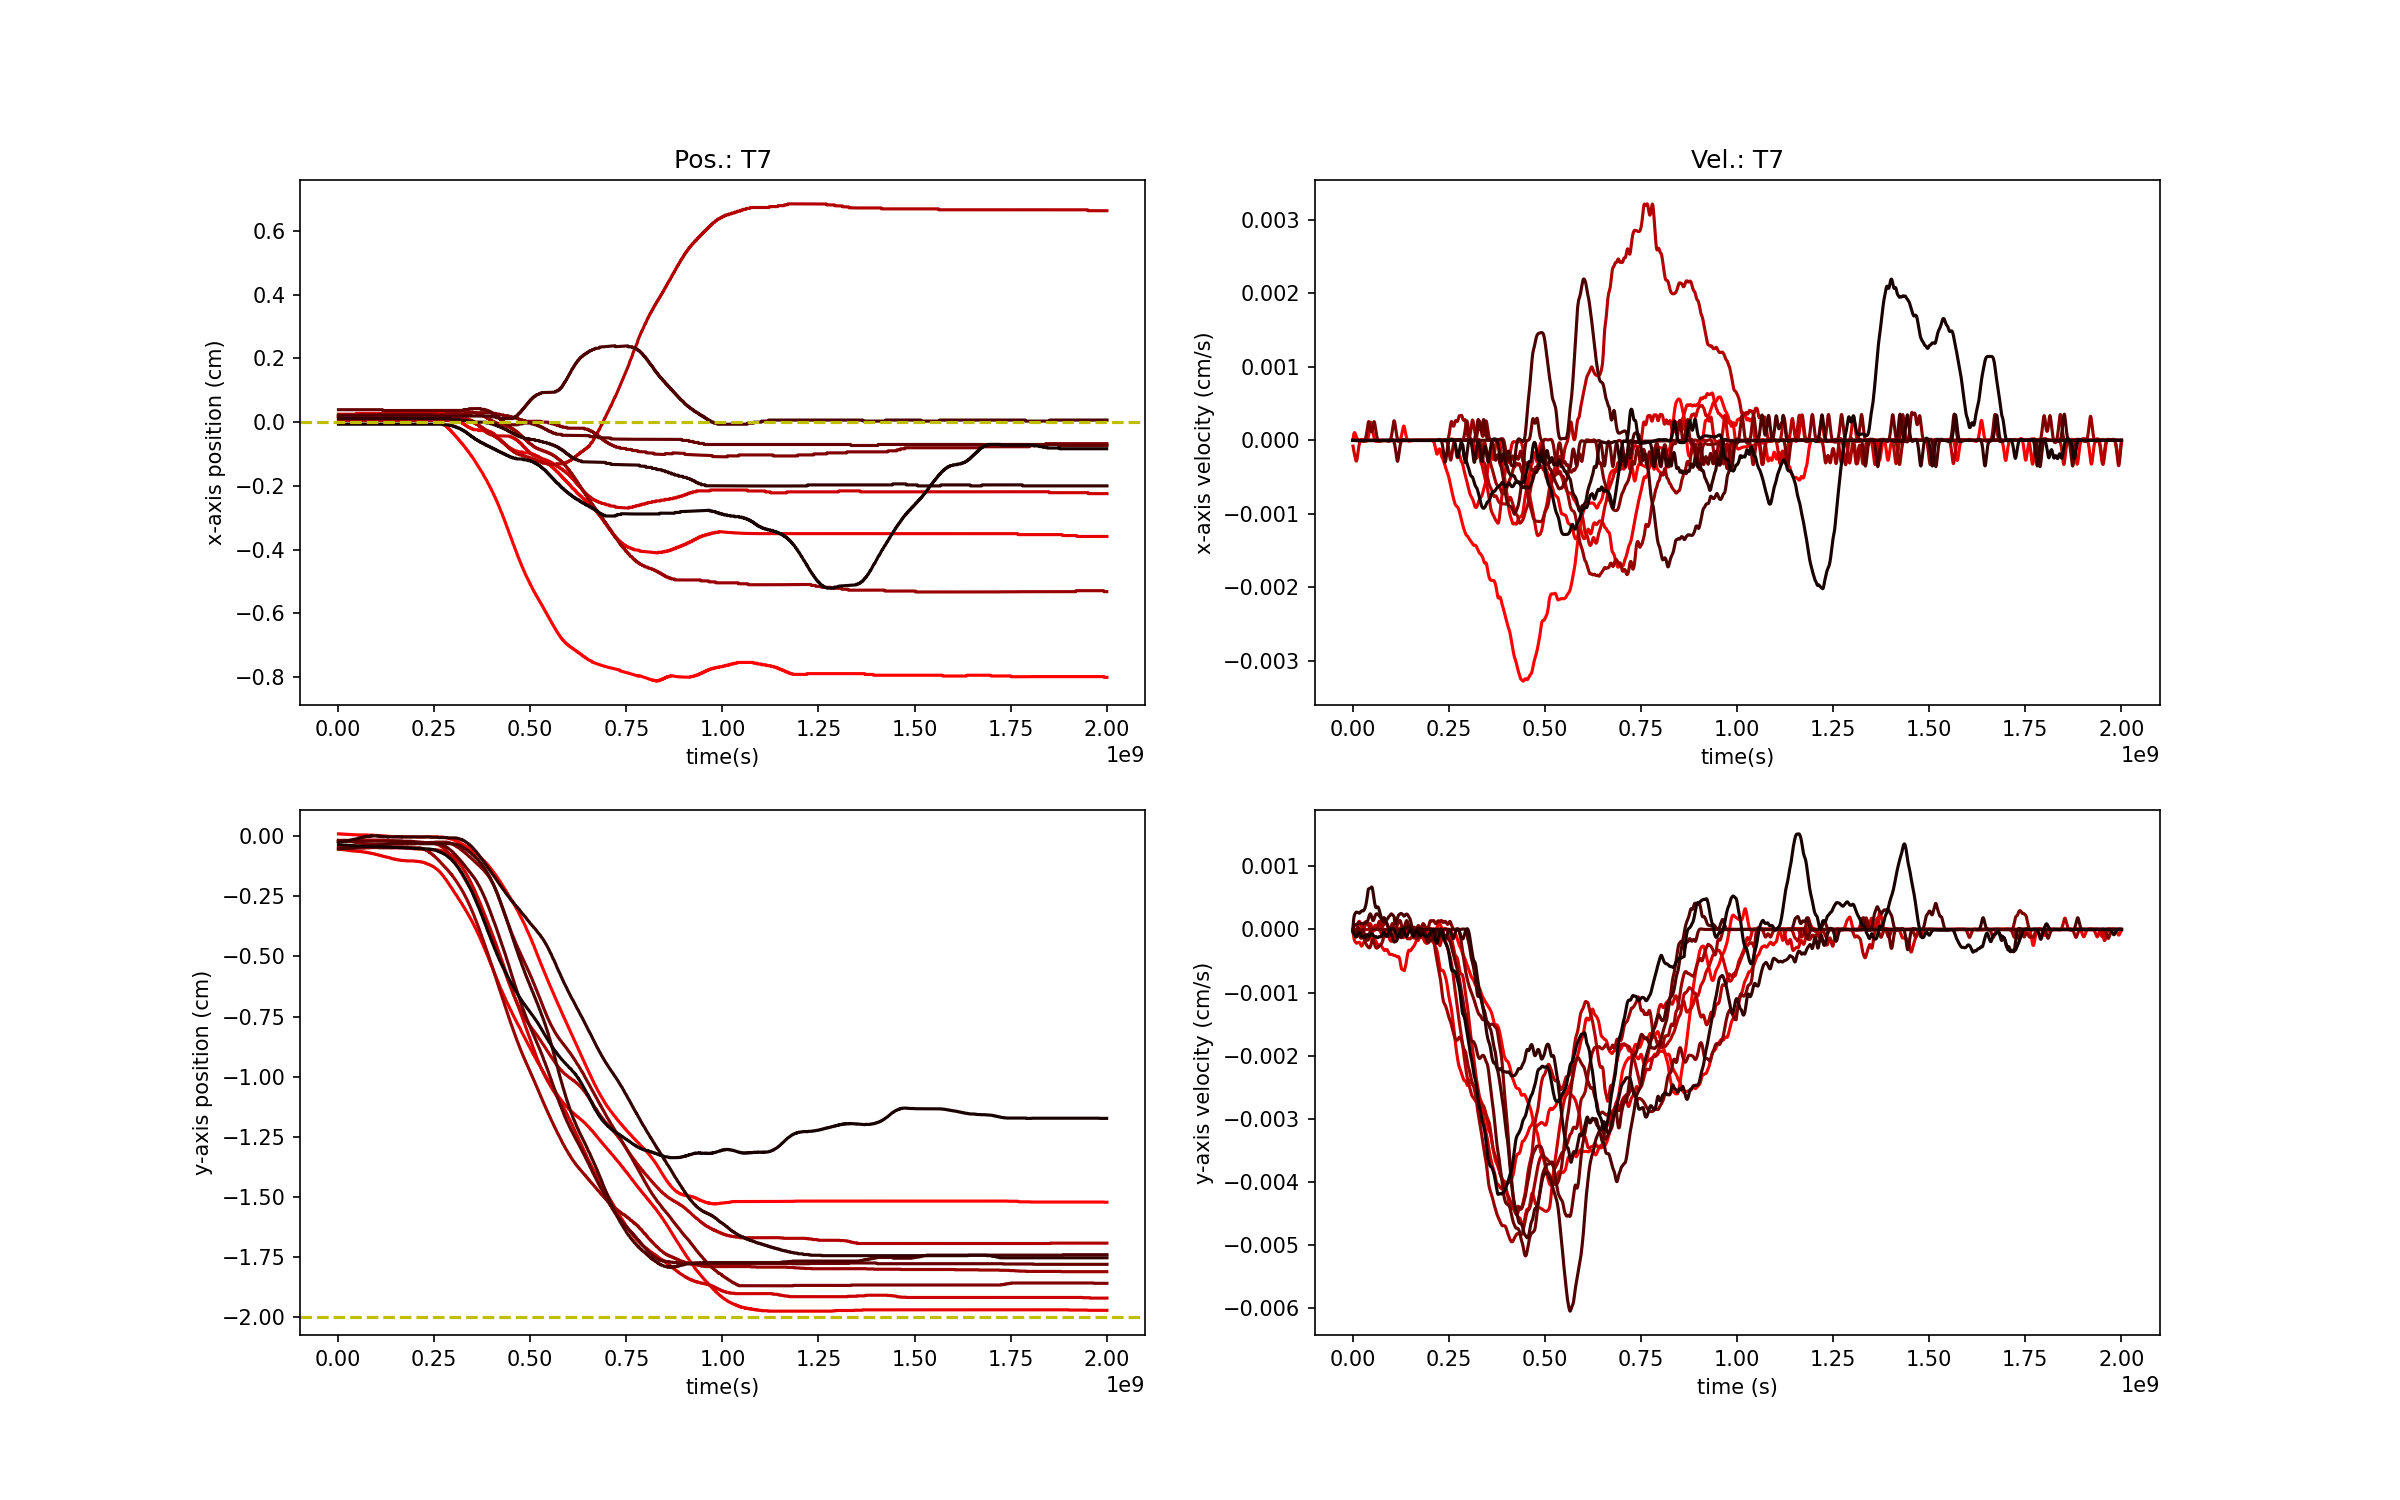 Pos.: T7
x-axis position (cm)
0.6
0.4
0.2
0.0
−0.2
−0.4
−0.6
−0.8
0.00 0.25 0.50 0.75 1.00 1.25 1.50 1.75 2.00
time(s)
1e9
Vel.: T7
x-axis velocity (cm/s)
0.003
0.002
0.001
0.000
−0.001
−0.002
−0.003
0.00 0.25 0.50 0.75 1.00 1.25 1.50 1.75 2.00
time(s)
1e9
y-axis position (cm)
0.00
−0.25
−0.50
−0.75
−1.00
−1.25
−1.50
−1.75
−2.00
0.00 0.25 0.50 0.75 1.00 1.25 1.50 1.75 2.00
time(s)
1e9
y-axis velocity (cm/s)
0.001
0.000
−0.001
−0.002
−0.003
−0.004
−0.005
−0.006
0.00 0.25 0.50 0.75 1.00 1.25 1.50 1.75 2.00
time (s)
1e9